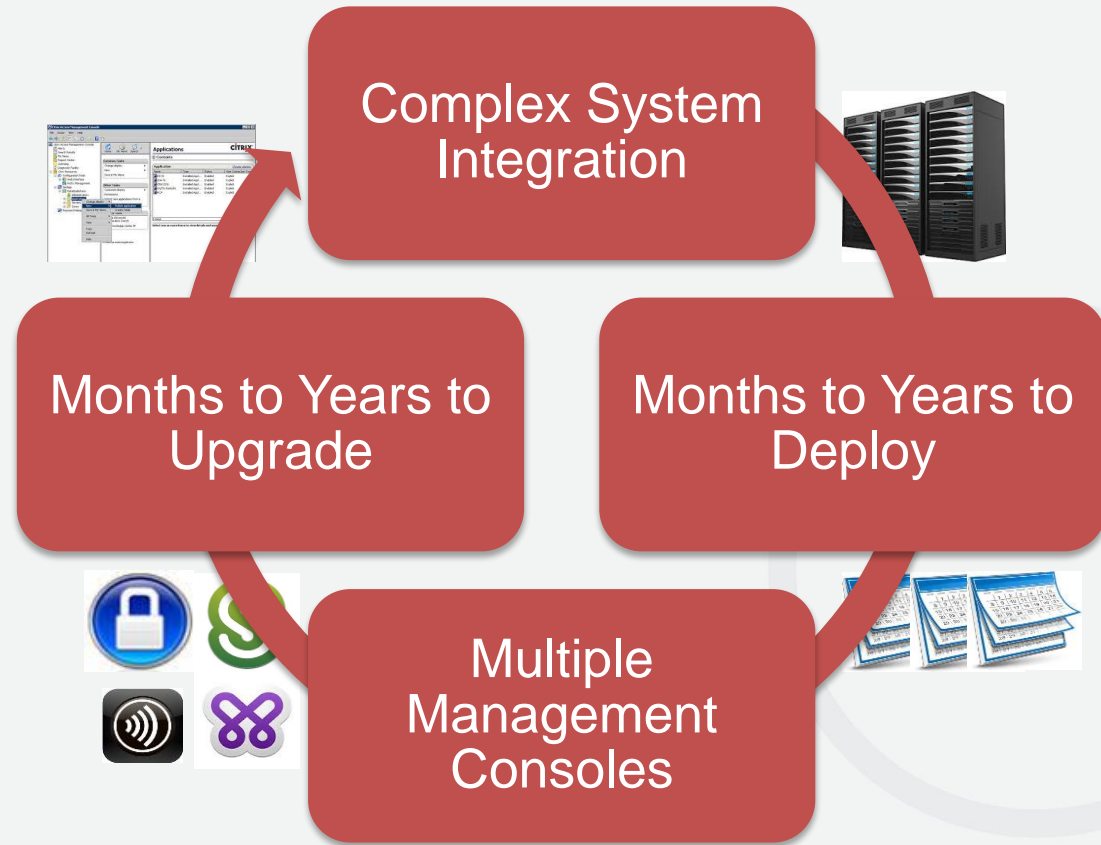 Complex System
Integration
Applications
CITRIX
Months to Years to
Upgrade
Months to Years to
Deploy
Multiple
Management
Consoles